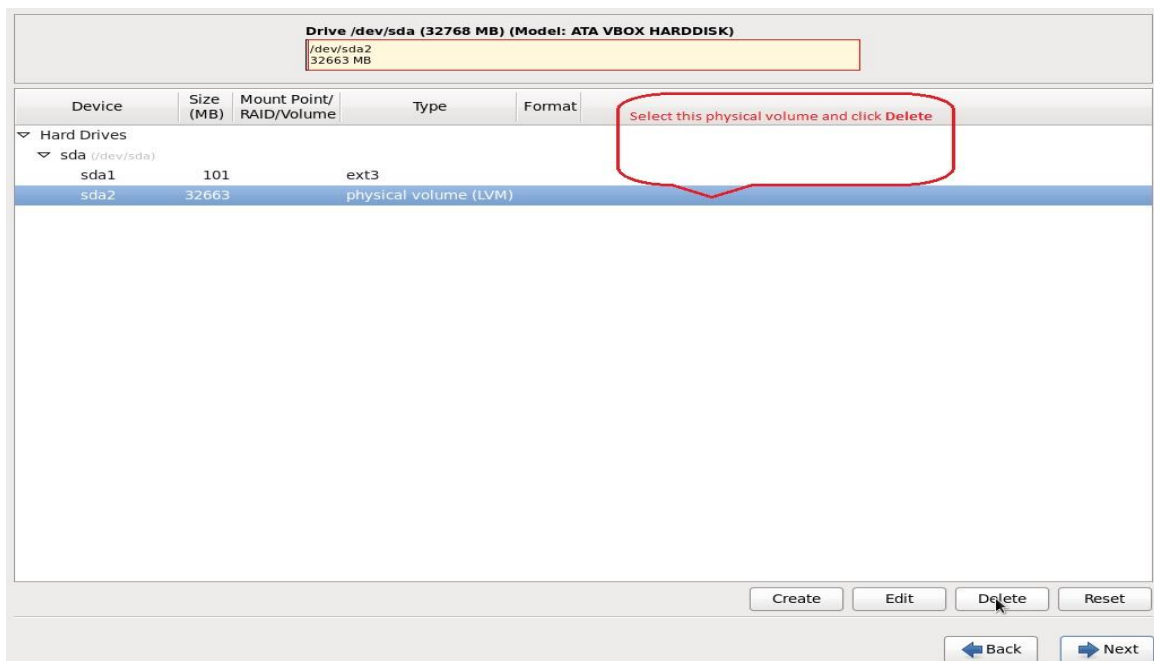 Drive /dev/sda (32768 MB) (Model: ATA VBOX HARDDISK)
/dev/sda2
32663 MB
Device Size (MB) Mount Point/ RAID/Volume Type Format
Select this physical volume and click Delete
Hard Drives
sda (/dev/sda)
sda1 101 ext3
sda2 32663 physical volume (LVM)
Create Edit Delete Reset
Back Next